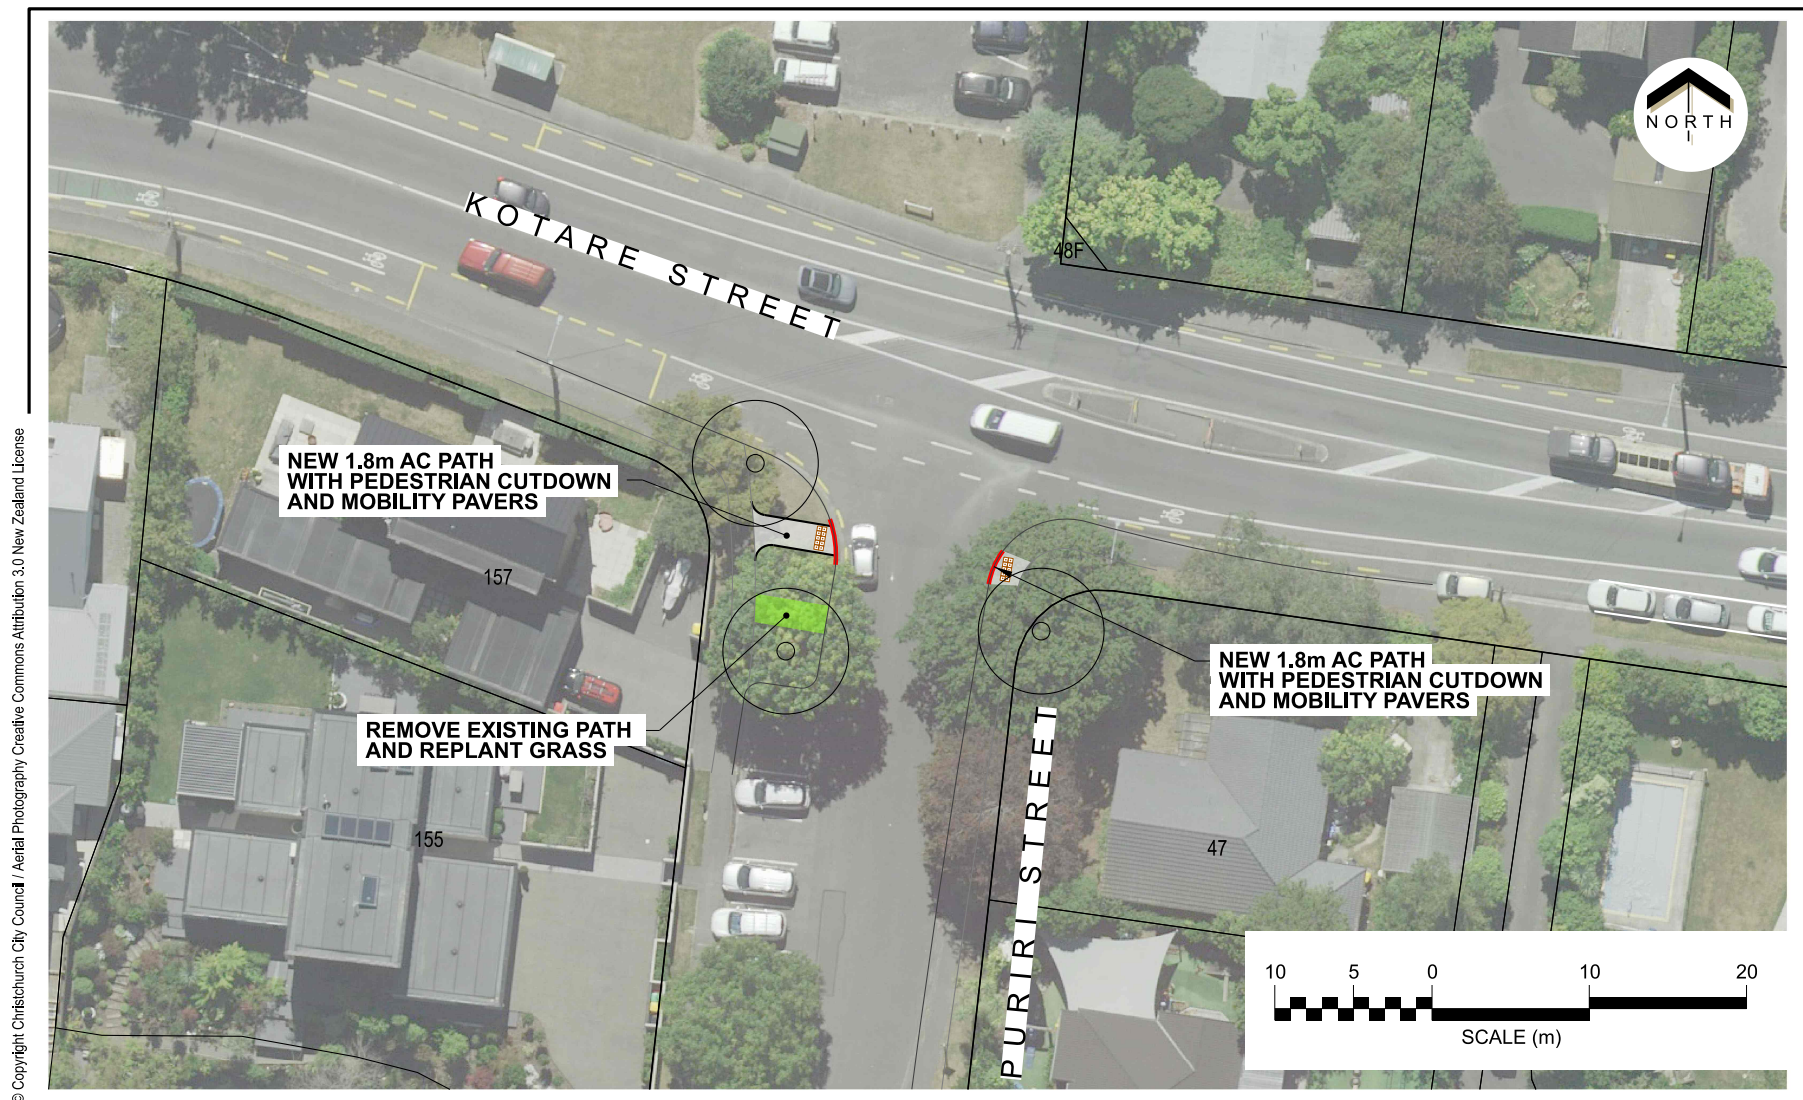 NORTH
KOTARE STREET
48F
NEW 1.8m AC PATH
WITH PEDESTRIAN CUTDOWN
AND MOBILITY PAVERS
157
NEW 1.8m AC PATH
WITH PEDESTRIAN CUTDOWN
AND MOBILITY PAVERS
REMOVE EXISTING PATH
AND REPLANT GRASS
PURIRI STREET
155
47
10 5 0 10 20
SCALE (m)
© Copyright Christchurch City Council / Aerial Photography Creative Commons Attribution 3.0 New Zealand License